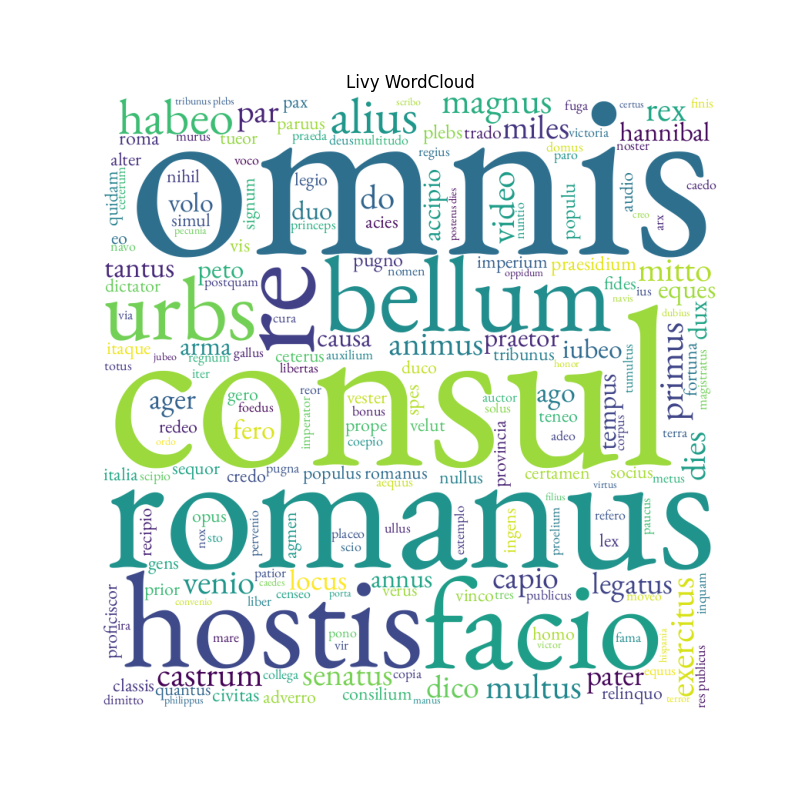 Livy WordCloud
habeo tribunus plebs par pax paruus alius scribo magnus fuga certus rex finis
roma murus tueor praeda deus multitudo plebs trado miles victoria hannibal
alter voco regius domus paro noster
omnis
quidam ceterum nihil volo simul pecunia signum legio duo princeps do acies accipio posterus dies video nuntio populu audio creo arx caedo
eo navo vis
tantus peto re pugno nomen imperium oppidum praesidium mitto
dictator postquam fides navis ius eques
urbs via cura bellum dubius dux
itaque arma causa animus praetor
totus jubeo regnum gallus ceterus auxilium tribunus iubeo tumultus primus fortuna magistratus
iter libertas duco honor
consul
ager gero foedus reor vester spes auctor ago tempus
redeo fero imperator bonus prope velut solus teneo corpus terra
ordo coepio provincia adeo dies
italia scipio sequor credo pugna populus romanus nullus certamen socius metus
aequus virtus
romanus
recipio opus nox sto pervenio agmen placeo scio ullus extemplo ingens proelium filius refero lex paucus
gens
prior venio patior caedes locus annus verus vinco tres capio publicus legatus moveo inquam
proficiscor convenio liber censeo porta
hostis facio
ira mare pono vir homo victor fama hispania exercitus
classis castrum collega senatus copia equus
quantus dico multus pater res publicus
dimitto philippus civitas adverro consilium manus relinquo terror